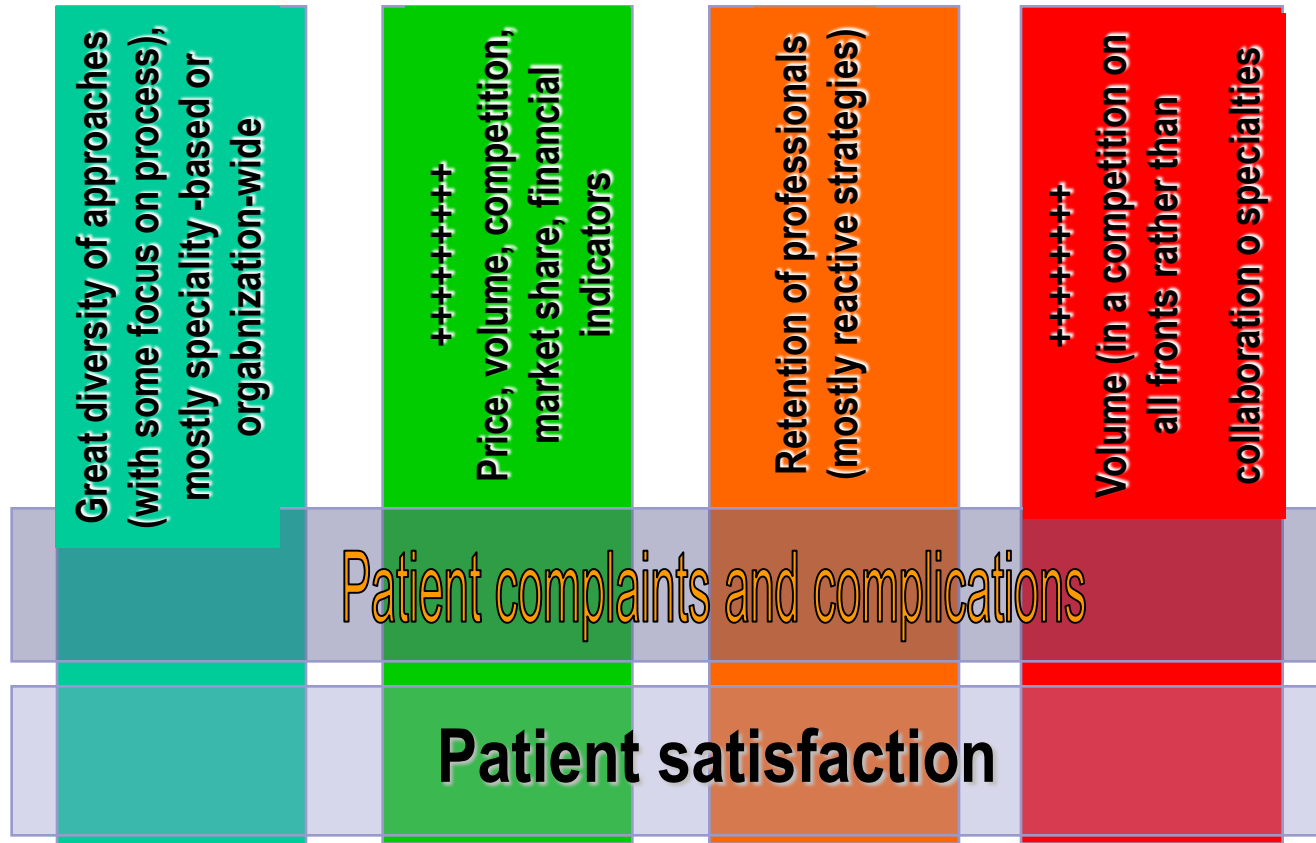 Great diversity of approaches
(with some focus on process),
mostly speciality -based or
orgabnization-wide
+++++++++
Price, volume, competition,
market share, financial
indicators
Retention of professionals
(mostly reactive strategies)
+++++++
Volume (in a competition on
all fronts rather than
collaboration o specialties
Patient complaints and complications
Patient satisfaction